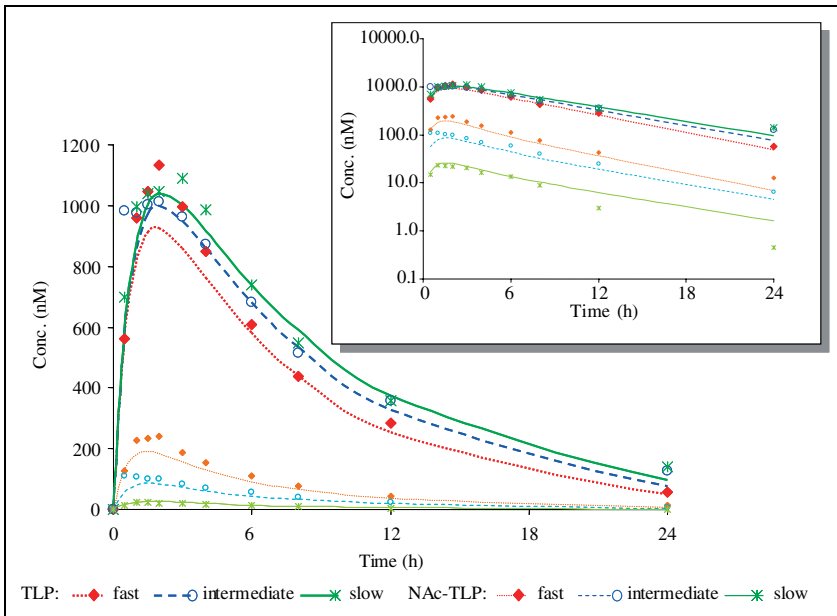 10000.0
1000.0
100.0
10.0
1.0
0.1
Conc. (nM)
0 6 12 18 24
Time (h)
1200
1000
800
600
400
200
0
Conc. (nM)
0 6 12 18 24
Time (h)
TLP: fast intermediate slow NAc-TLP: fast intermediate slow